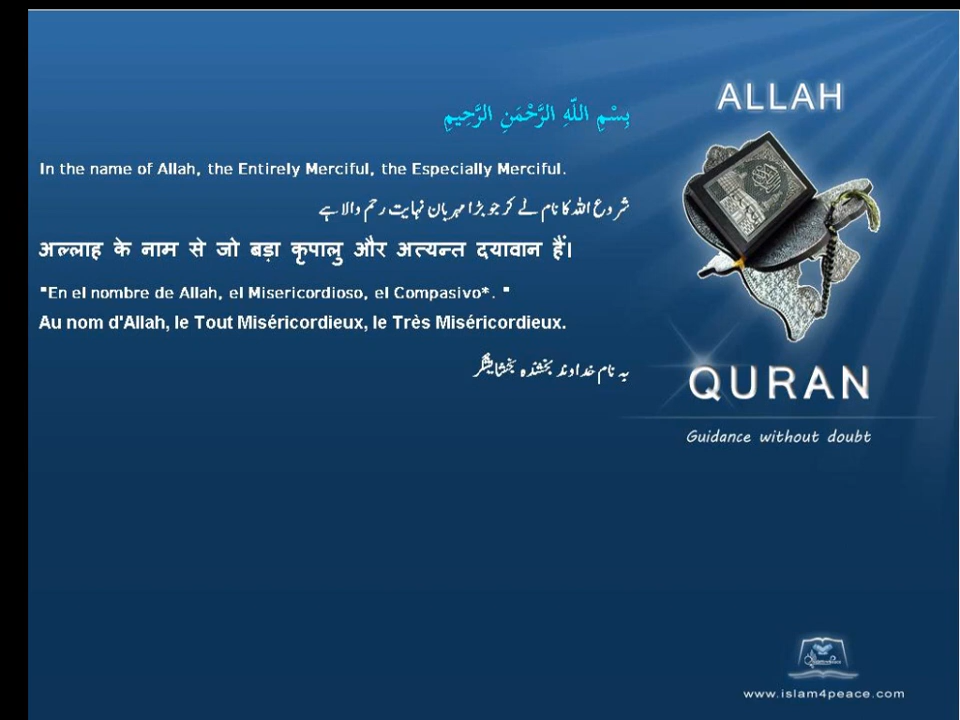 بِسْمِ اللَّهِ الرَّحْمَنِ الرَّحِيمِ
In the name of Allah, the Entirely Merciful, the Especially Merciful.
شروع اللہ کا نام لے کر جو بڑا مہربان نہایت رحم والا ہے
अल्लाह के नाम से जो बड़ा कृपालु और अत्यन्त दयावान हैं।
"En el nombre de Allah, el Misericordioso, el Compasivo*. "
Au nom d'Allah, le Tout Miséricordieux, le Très Miséricordieux.
به نام خداوند بخشنده بخشایشگر
ALLAH
QURAN
Guidance without doubt
www.islam4peace.com